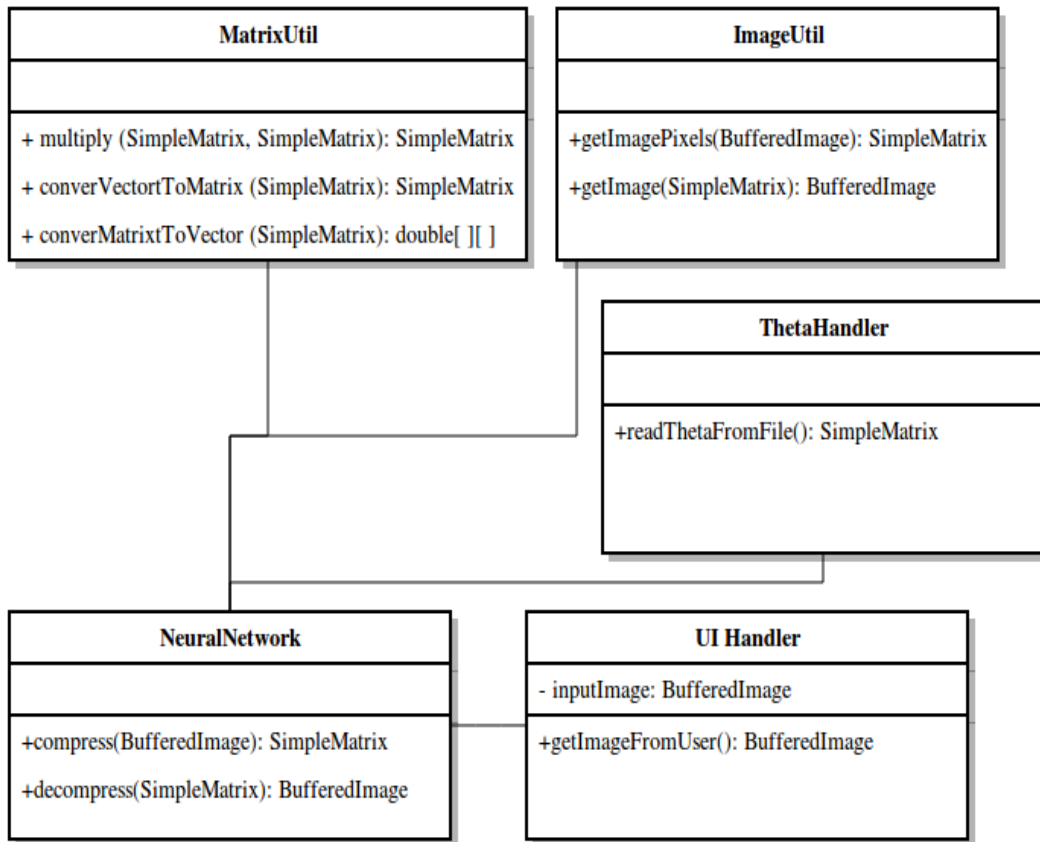 MatrixUtil
+ multiply (SimpleMatrix, SimpleMatrix): SimpleMatrix
+ converVectortToMatrix (SimpleMatrix): SimpleMatrix
+ converMatrixtToVector (SimpleMatrix): double[ ][ ]
ImageUtil
+getImagePixels(BufferedImage): SimpleMatrix
+getImage(SimpleMatrix): BufferedImage
ThetaHandler
+readThetaFromFile(): SimpleMatrix
NeuralNetwork
+compress(BufferedImage): SimpleMatrix
+decompress(SimpleMatrix): BufferedImage
UI Handler
- inputImage: BufferedImage
+getImageFromUser(): BufferedImage